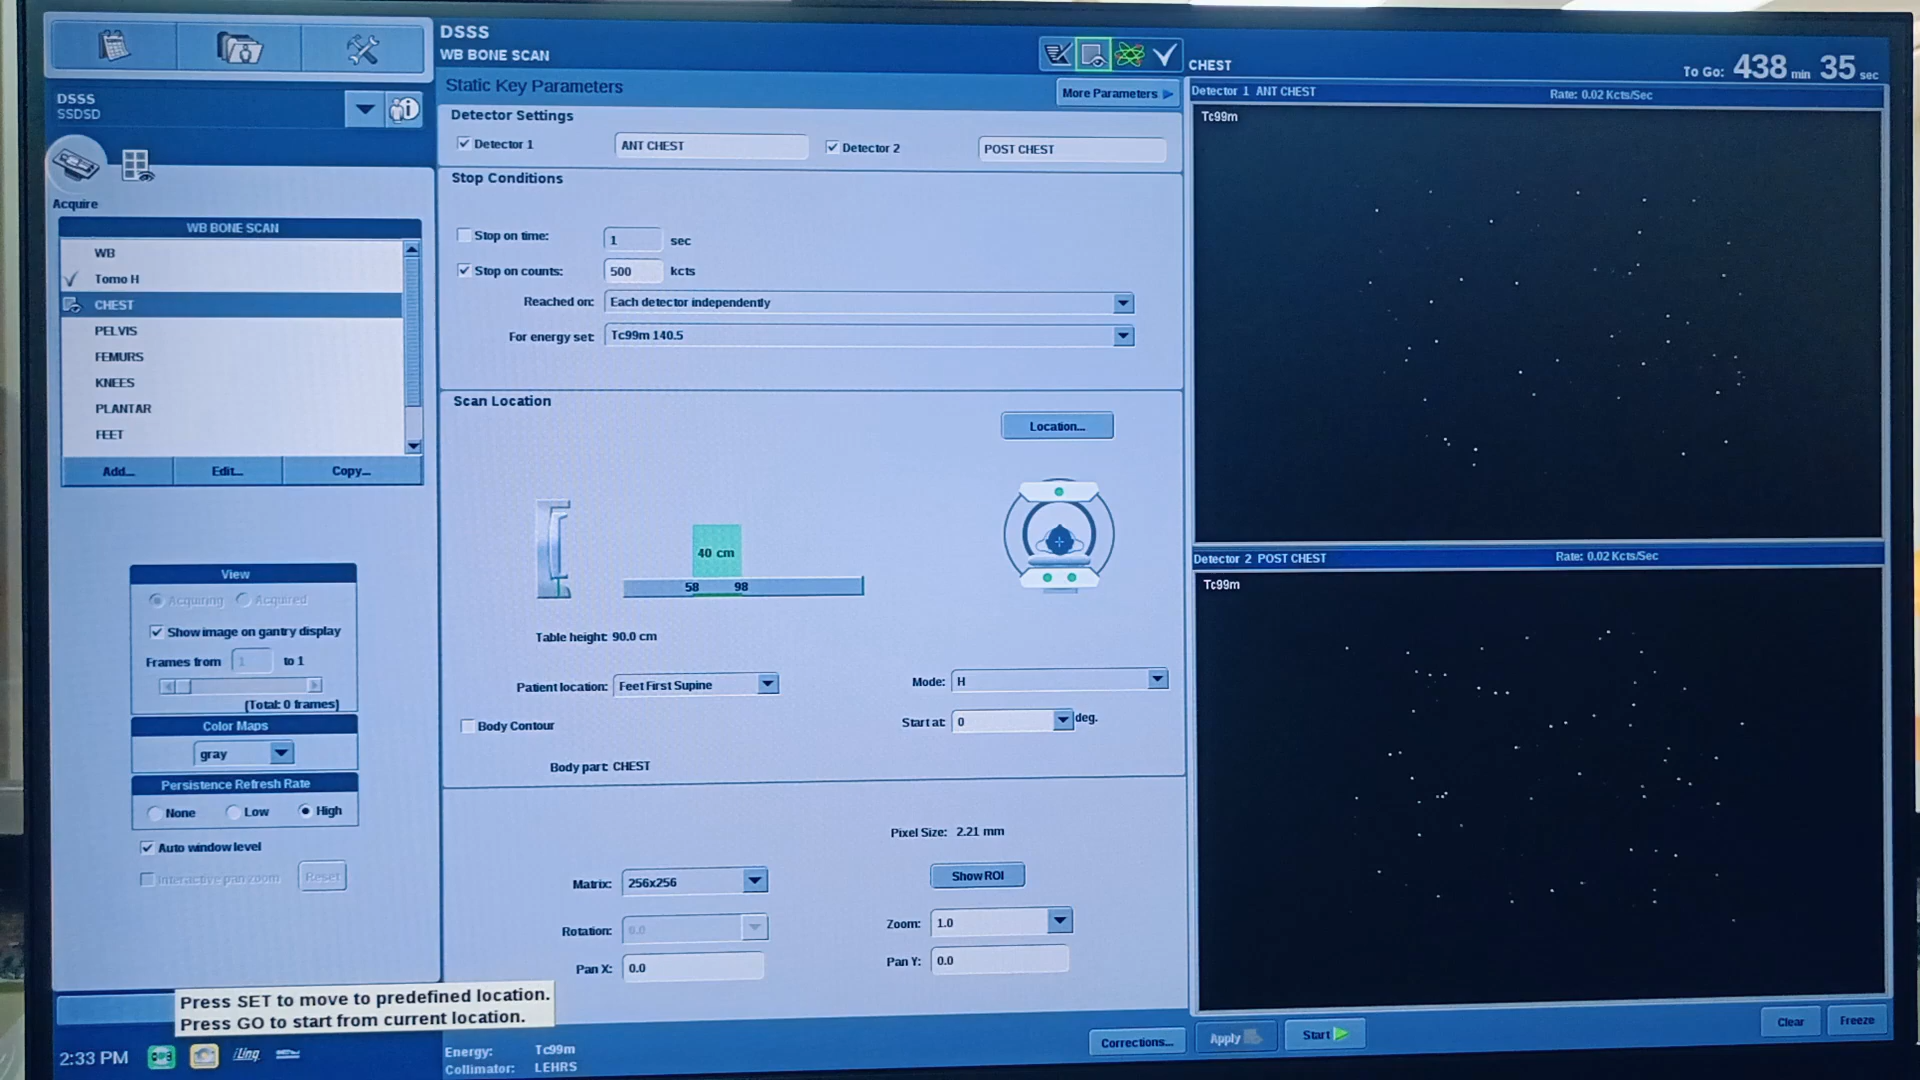 DSSS
WB BONE SCAN
CHEST
To Go: 438 min 35 sec
DSSS
SSDSD
Acquire
WB BONE SCAN
WB
Tomo H
CHEST
PELVIS
FEMURS
KNEES
PLANTAR
FEET
Add...
Edit...
Copy...
View
Acquiring
Acquired
Show image on gantry display
Frames from 1 to 1
(Total: 0 frames)
Color Maps
gray
Persistence Refresh Rate
None
Low
High
Auto window level
Interactive pan zoom
Reset
Static Key Parameters
More Parameters
Detector Settings
Detector 1
ANT CHEST
Detector 2
POST CHEST
Stop Conditions
Stop on time: 1 sec
Stop on counts: 500 kcts
Reached on: Each detector independently
For energy set: Tc99m 140.5
Scan Location
Location...
40 cm
58 98
Table height: 90.0 cm
Patient location: Feet First Supine
Mode: H
Body Contour
Start at: 0 deg.
Body part: CHEST
Pixel Size: 2.21 mm
Matrix: 256x256
Show ROI
Rotation: 0.0
Zoom: 1.0
Pan X: 0.0
Pan Y: 0.0
Detector 1 ANT CHEST
Rate: 0.02 Kcts/Sec
Tc99m
Detector 2 POST CHEST
Rate: 0.02 Kcts/Sec
Tc99m
Press SET to move to predefined location.
Press GO to start from current location.
2:33 PM
iLinq
Energy: Tc99m
Collimator: LEHRS
Corrections...
Apply
Start
Clear
Freeze